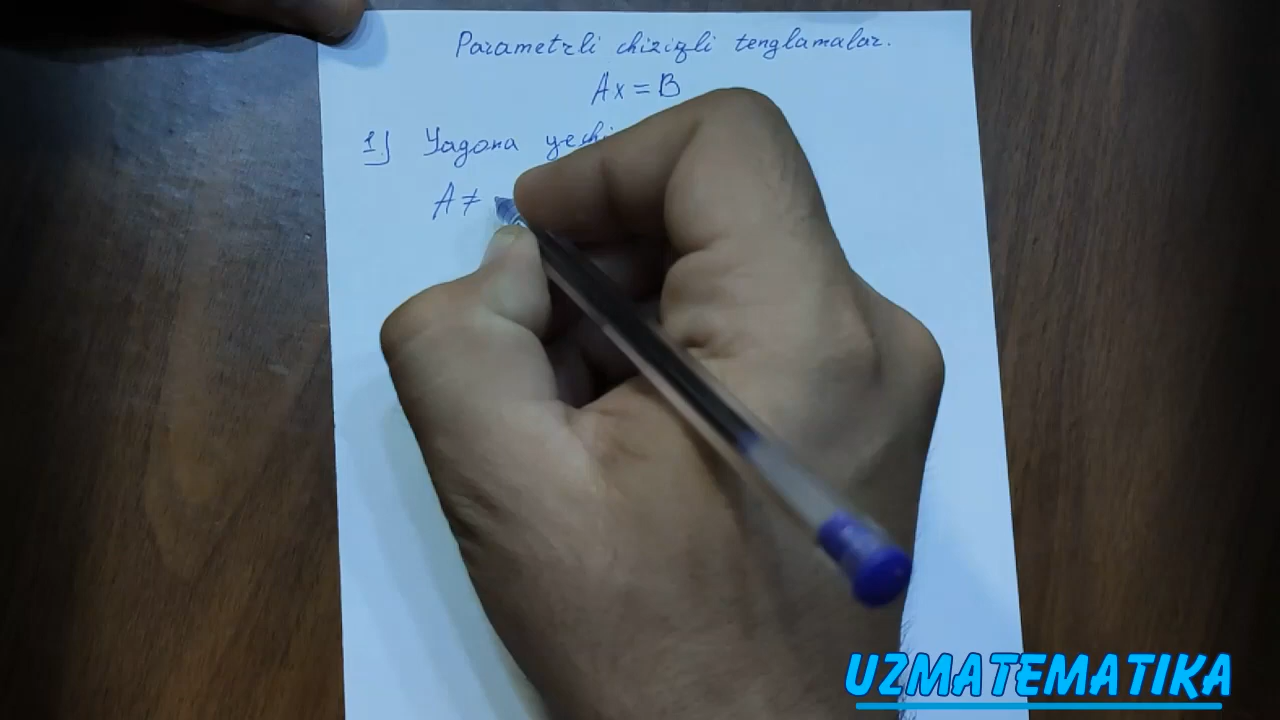 Parametrli chiziqli tenglamalar.
Ax = B
1) Yagona
A ≠
UZMATEMATIKA